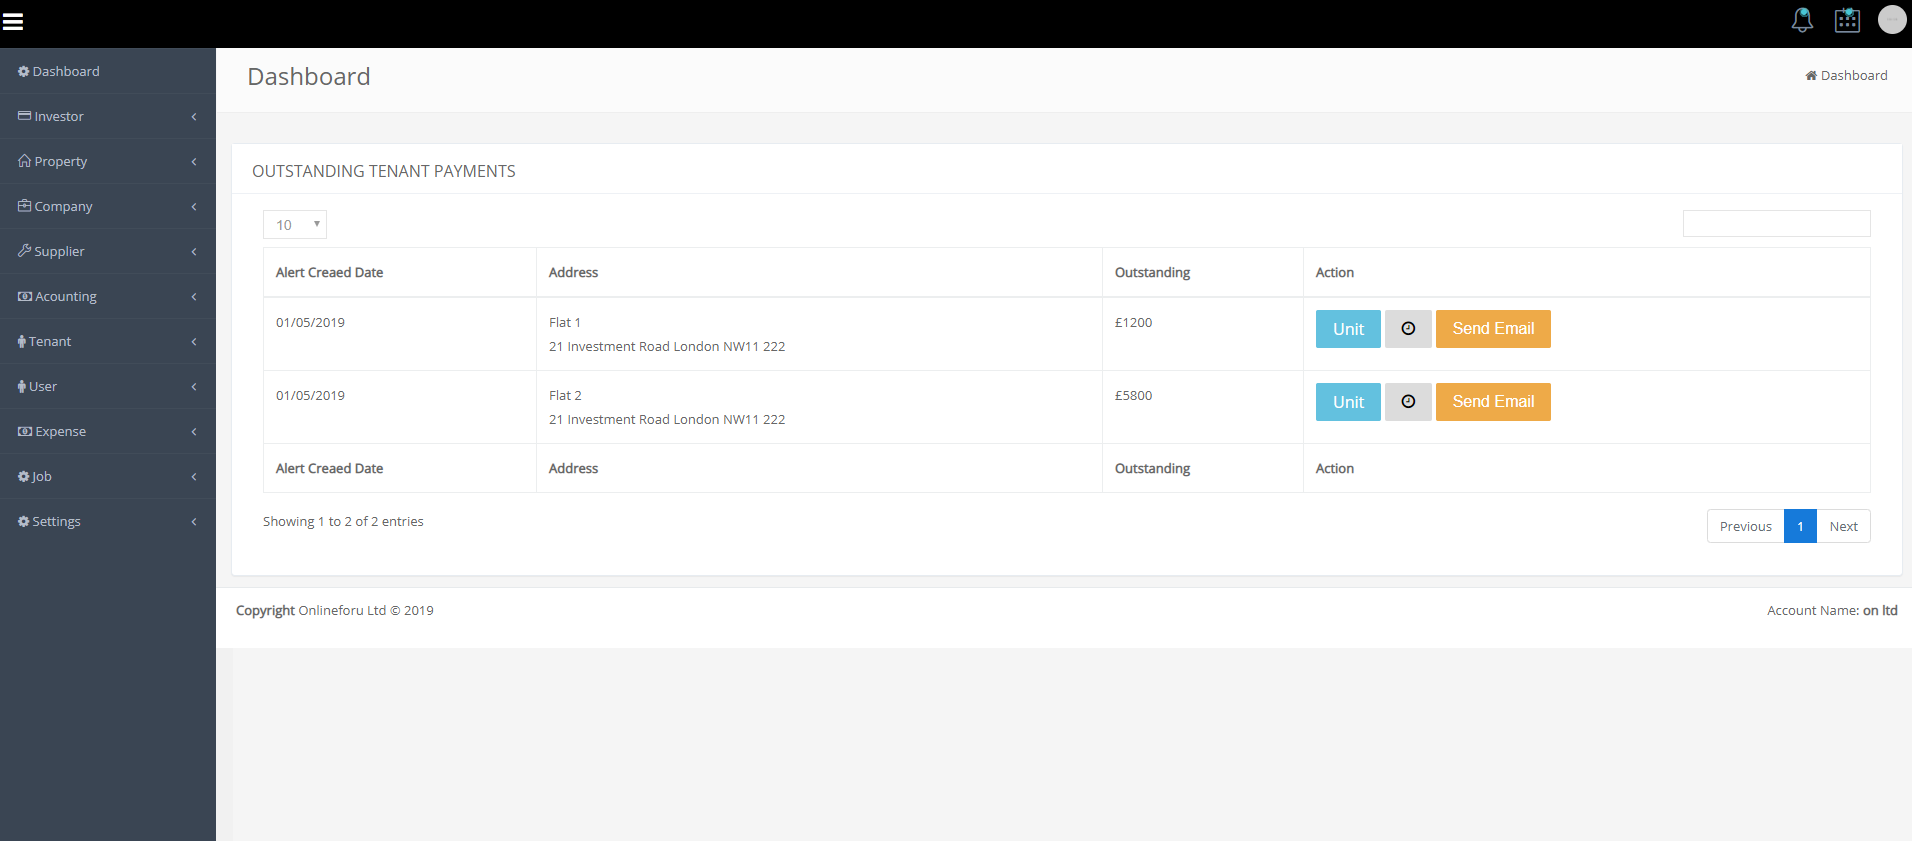 Dashboard
Investor
Property
Company
Supplier
Acounting
Tenant
User
Expense
Job
Settings
Dashboard
Dashboard
OUTSTANDING TENANT PAYMENTS
10
Alert Creaed Date Address Outstanding Action
01/05/2019 Flat 1 £1200 Unit Send Email
21 Investment Road London NW11 222
01/05/2019 Flat 2 £5800 Unit Send Email
21 Investment Road London NW11 222
Alert Creaed Date Address Outstanding Action
Showing 1 to 2 of 2 entries
Previous 1 Next
Copyright Onlineforu Ltd © 2019
Account Name: on ltd